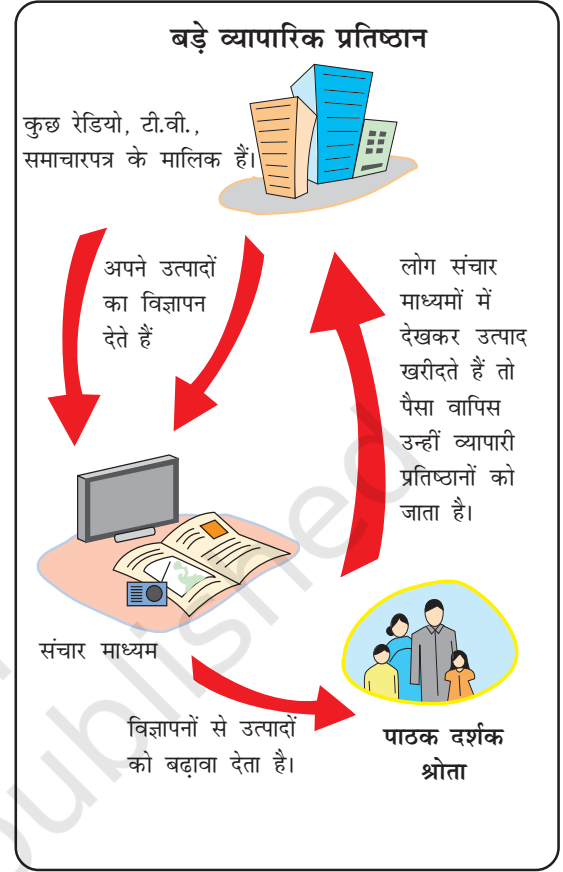 बड़े व्यापारिक प्रतिष्ठान
कुछ रेडियो, टी.वी.,
समाचारपत्र के मालिक हैं।
अपने उत्पादों
का विज्ञापन
देते हैं
लोग संचार
माध्यमों में
देखकर उत्पाद
खरीदते हैं तो
पैसा वापिस
उन्हीं व्यापारी
प्रतिष्ठानों को
जाता है।
संचार माध्यम
विज्ञापनों से उत्पादों
को बढ़ावा देता है।
पाठक दर्शक
श्रोता
published